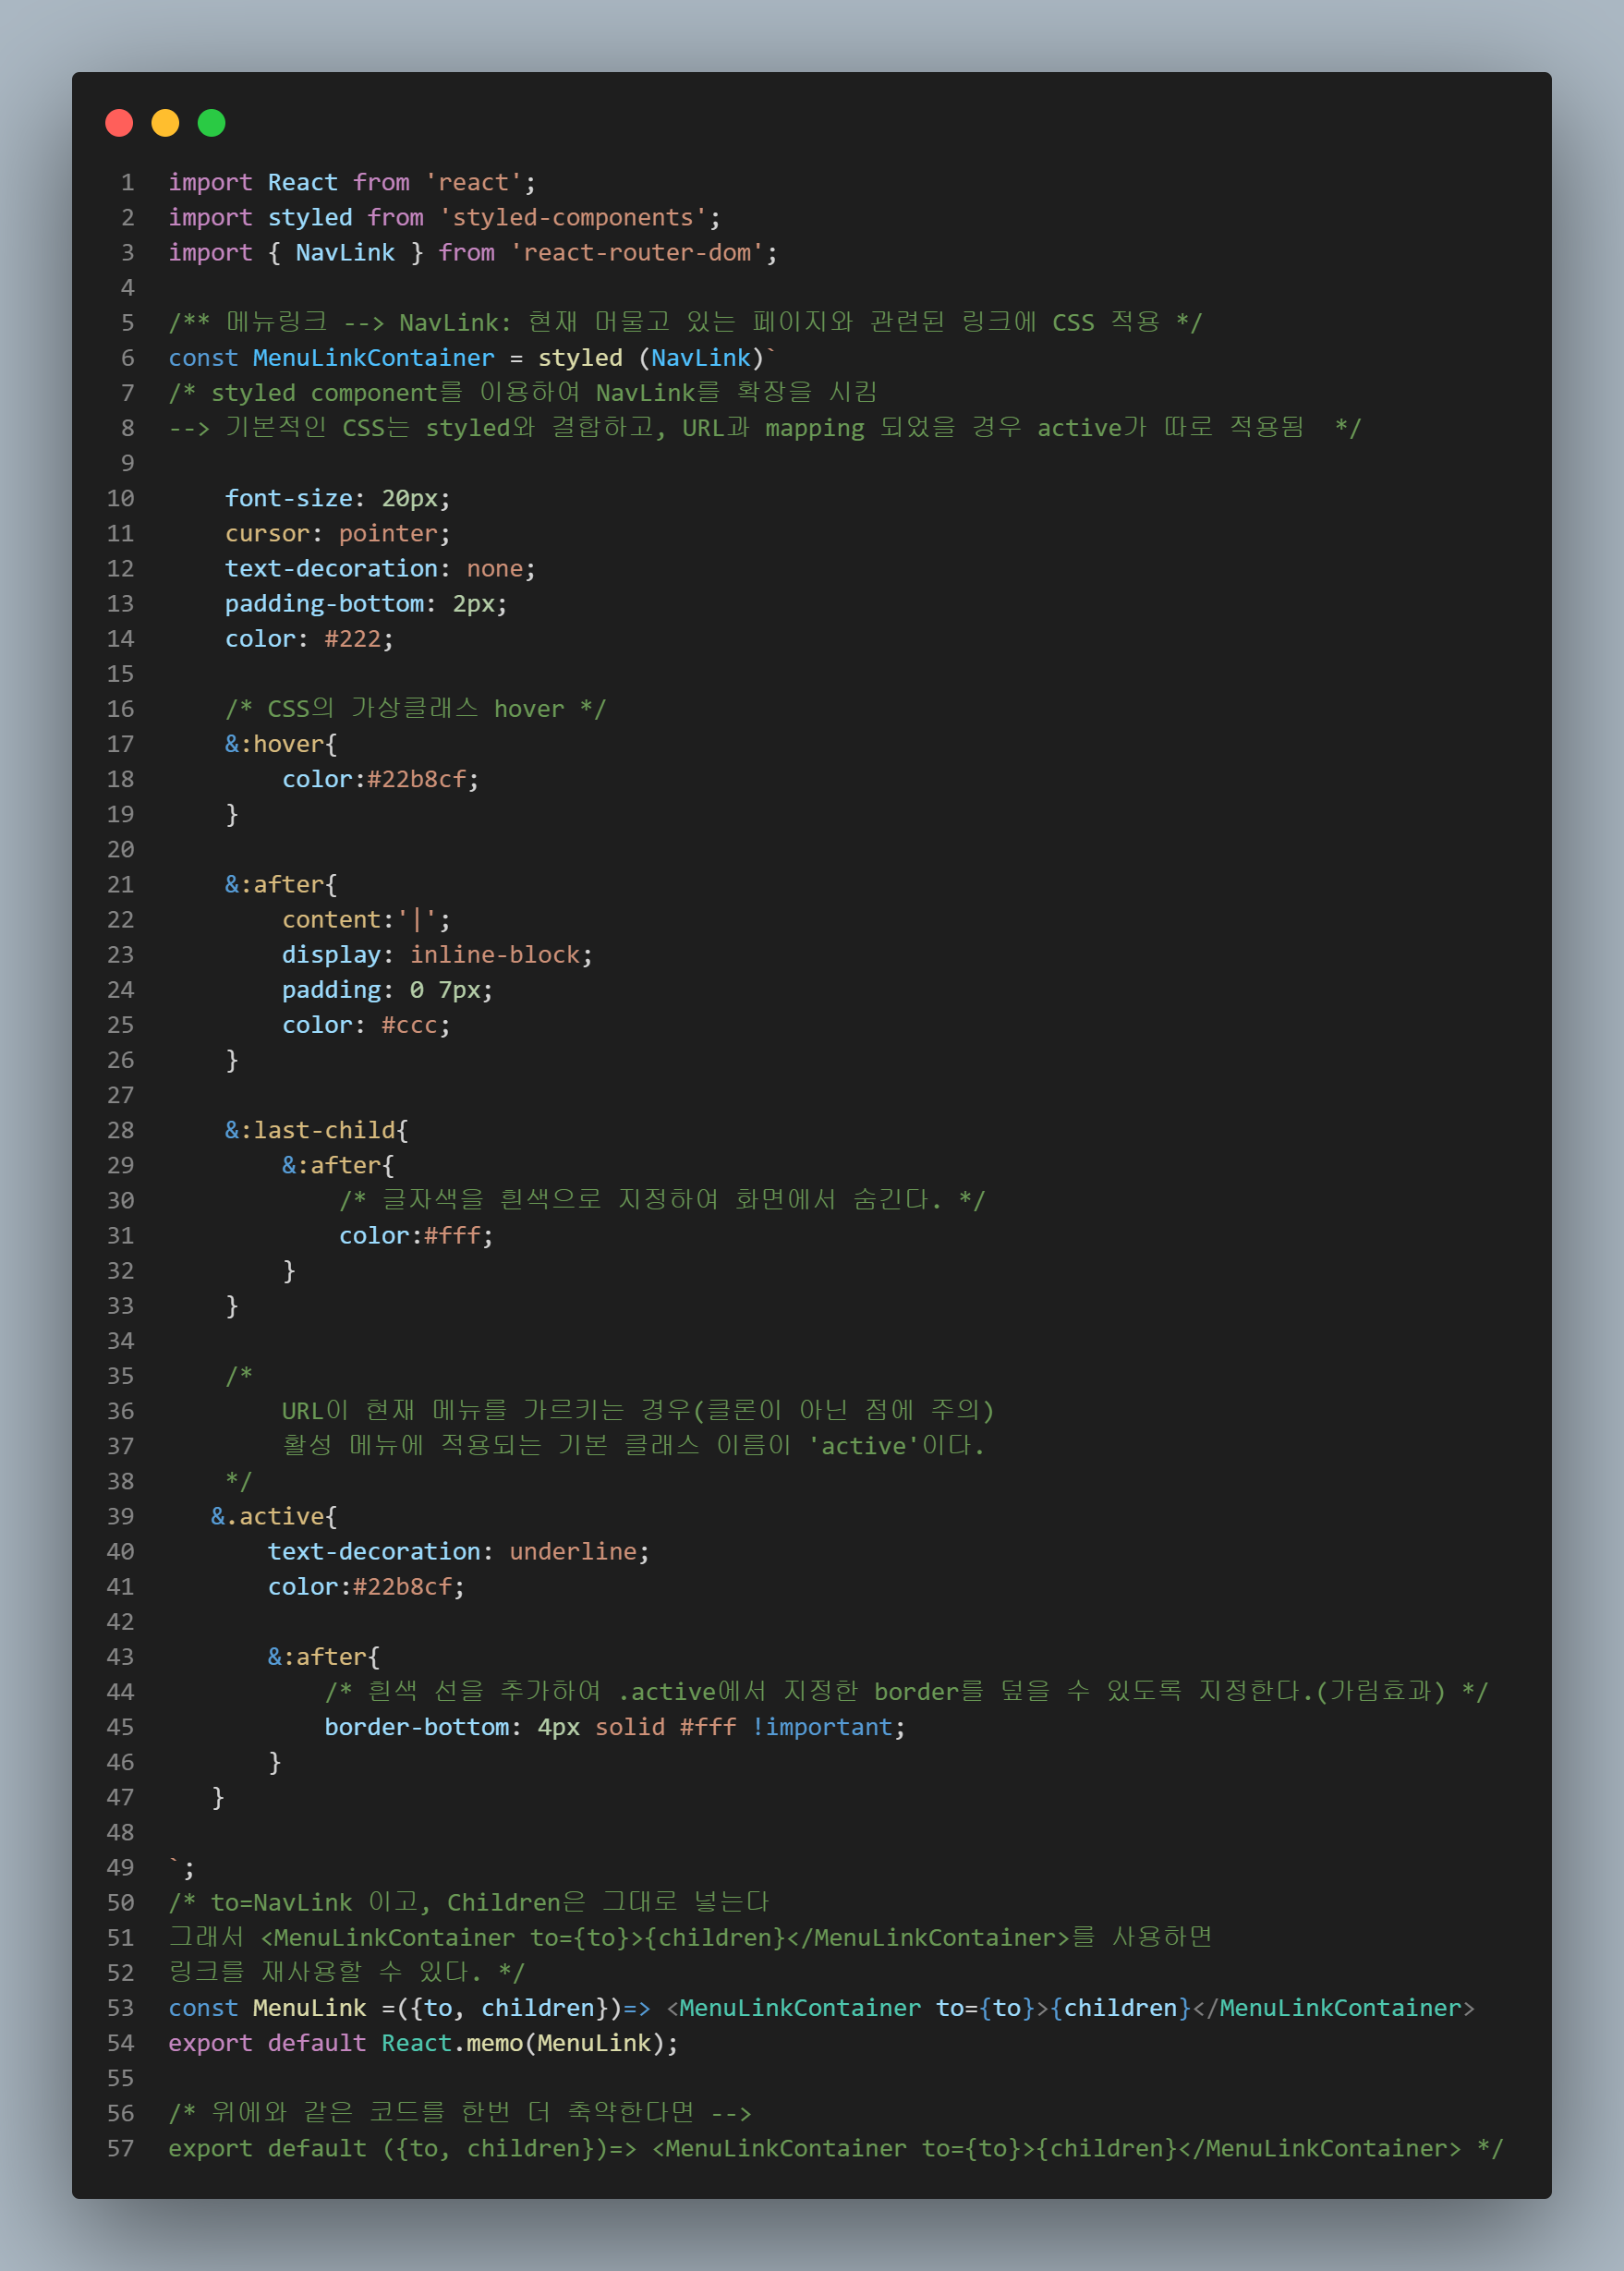 1 import React from 'react';
2 import styled from 'styled-components';
3 import { NavLink } from 'react-router-dom';
4
5 /** 메뉴링크 --> NavLink: 현재 머물고 있는 페이지와 관련된 링크에 CSS 적용 */
6 const MenuLinkContainer = styled (NavLink)`
7 /* styled component를 이용하여 NavLink를 확장을 시킴
8 --> 기본적인 CSS는 styled와 결합하고, URL과 mapping 되었을 경우 active가 따로 적용됨  */
9
10     font-size: 20px;
11     cursor: pointer;
12     text-decoration: none;
13     padding-bottom: 2px;
14     color: #222;
15
16     /* CSS의 가상클래스 hover */
17     &:hover{
18         color:#22b8cf;
19     }
20
21     &:after{
22         content:'|';
23         display: inline-block;
24         padding: 0 7px;
25         color: #ccc;
26     }
27
28     &:last-child{
29         &:after{
30             /* 글자색을 흰색으로 지정하여 화면에서 숨긴다. */
31             color:#fff;
32         }
33     }
34
35     /*
36         URL이 현재 메뉴를 가르키는 경우(클론이 아닌 점에 주의)
37         활성 메뉴에 적용되는 기본 클래스 이름이 'active'이다.
38     */
39    &.active{
40        text-decoration: underline;
41        color:#22b8cf;
42
43        &:after{
44            /* 흰색 선을 추가하여 .active에서 지정한 border를 덮을 수 있도록 지정한다.(가림효과) */
45            border-bottom: 4px solid #fff !important;
46        }
47    }
48
49 `;
50 /* to=NavLink 이고, Children은 그대로 넣는다
51 그래서 <MenuLinkContainer to={to}>{children}</MenuLinkContainer>를 사용하면
52 링크를 재사용할 수 있다. */
53 const MenuLink =({to, children})=> <MenuLinkContainer to={to}>{children}</MenuLinkContainer>
54 export default React.memo(MenuLink);
55
56 /* 위에와 같은 코드를 한번 더 축약한다면 -->
57 export default ({to, children})=> <MenuLinkContainer to={to}>{children}</MenuLinkContainer> */